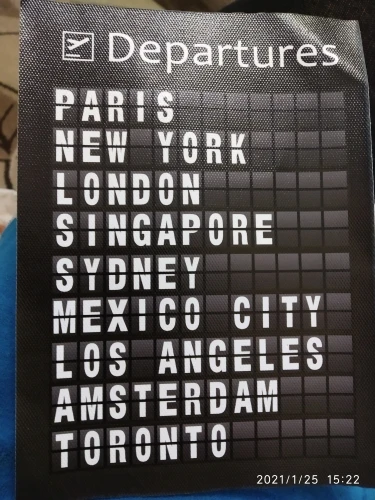 Departures
PARIS
NEW YORK
LONDON
SINGAPORE
SYDNEY
MEXICO CITY
LOS ANGELES
AMSTERDAM
TORONTO
2021/1/25 15:22